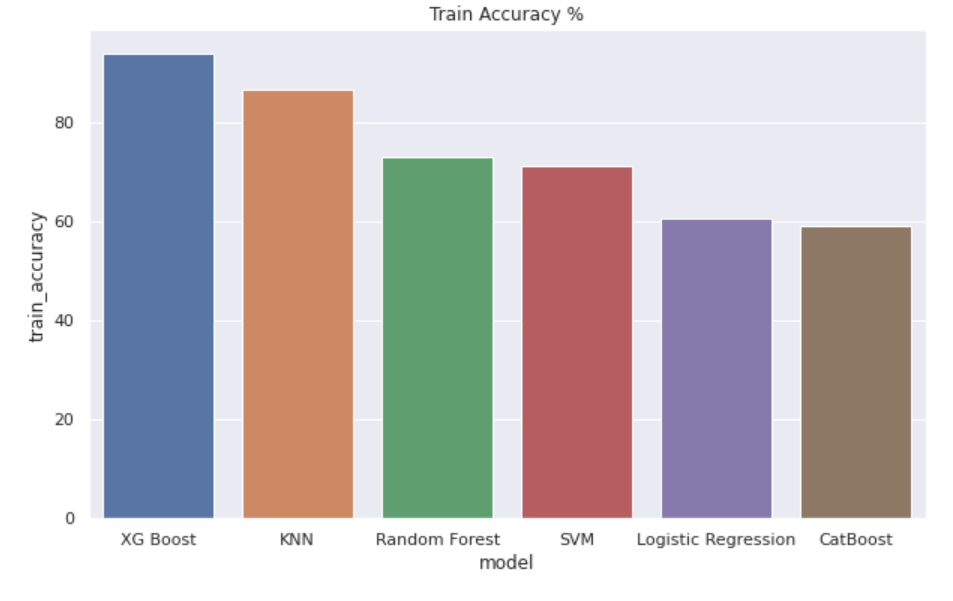 Train Accuracy %
train_accuracy
80
60
40
20
0
XG Boost KNN Random Forest SVM Logistic Regression CatBoost
model